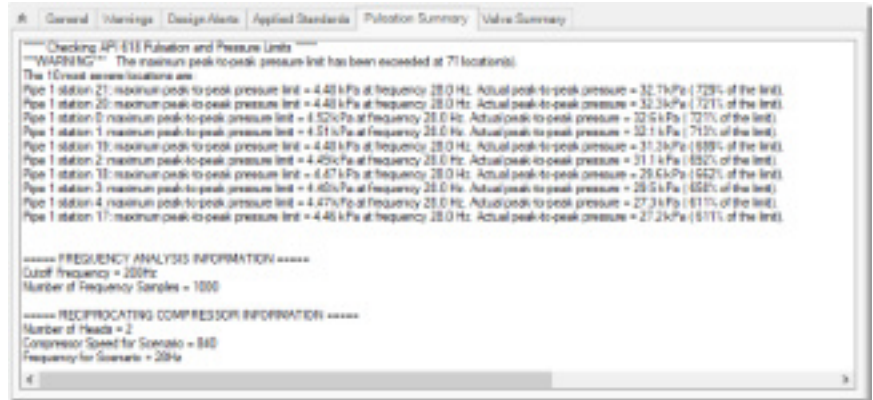 General Warnings Design Alerts Applied Standards Pulsation Summary Valve Summary
***** Checking API 618 Pulsation and Pressure Limits *****
***WARNING*** The maximum peak-to-peak pressure limit has been exceeded at 71 location(s).
The 10 most severe locations are:
Pipe 1 station 21: maximum peak-to-peak pressure limit = 4.48 kPa at frequency 28.0 Hz. Actual peak-to-peak pressure = 32.7 kPa ( 729% of the limit).
Pipe 1 station 20: maximum peak-to-peak pressure limit = 4.48 kPa at frequency 28.0 Hz. Actual peak-to-peak pressure = 32.3 kPa ( 721% of the limit).
Pipe 1 station 0: maximum peak-to-peak pressure limit = 4.52 kPa at frequency 28.0 Hz. Actual peak-to-peak pressure = 32.6 kPa ( 721% of the limit).
Pipe 1 station 1: maximum peak-to-peak pressure limit = 4.51 kPa at frequency 28.0 Hz. Actual peak-to-peak pressure = 32.1 kPa ( 713% of the limit).
Pipe 1 station 19: maximum peak-to-peak pressure limit = 4.48 kPa at frequency 28.0 Hz. Actual peak-to-peak pressure = 31.3 kPa ( 699% of the limit).
Pipe 1 station 2: maximum peak-to-peak pressure limit = 4.49 kPa at frequency 28.0 Hz. Actual peak-to-peak pressure = 31.1 kPa ( 692% of the limit).
Pipe 1 station 18: maximum peak-to-peak pressure limit = 4.47 kPa at frequency 28.0 Hz. Actual peak-to-peak pressure = 29.6 kPa ( 662% of the limit).
Pipe 1 station 3: maximum peak-to-peak pressure limit = 4.48 kPa at frequency 28.0 Hz. Actual peak-to-peak pressure = 29.5 kPa ( 658% of the limit).
Pipe 1 station 4: maximum peak-to-peak pressure limit = 4.47 kPa at frequency 28.0 Hz. Actual peak-to-peak pressure = 27.3 kPa ( 611% of the limit).
Pipe 1 station 17: maximum peak-to-peak pressure limit = 4.46 kPa at frequency 28.0 Hz. Actual peak-to-peak pressure = 27.2 kPa ( 611% of the limit).
===== FREQUENCY ANALYSIS INFORMATION =====
Cutoff Frequency = 200Hz
Number of Frequency Samples = 1000
===== RECIPROCATING COMPRESSOR INFORMATION =====
Number of Heads = 2
Compressor Speed for Scenario = 840
Frequency for Scenario = 28Hz